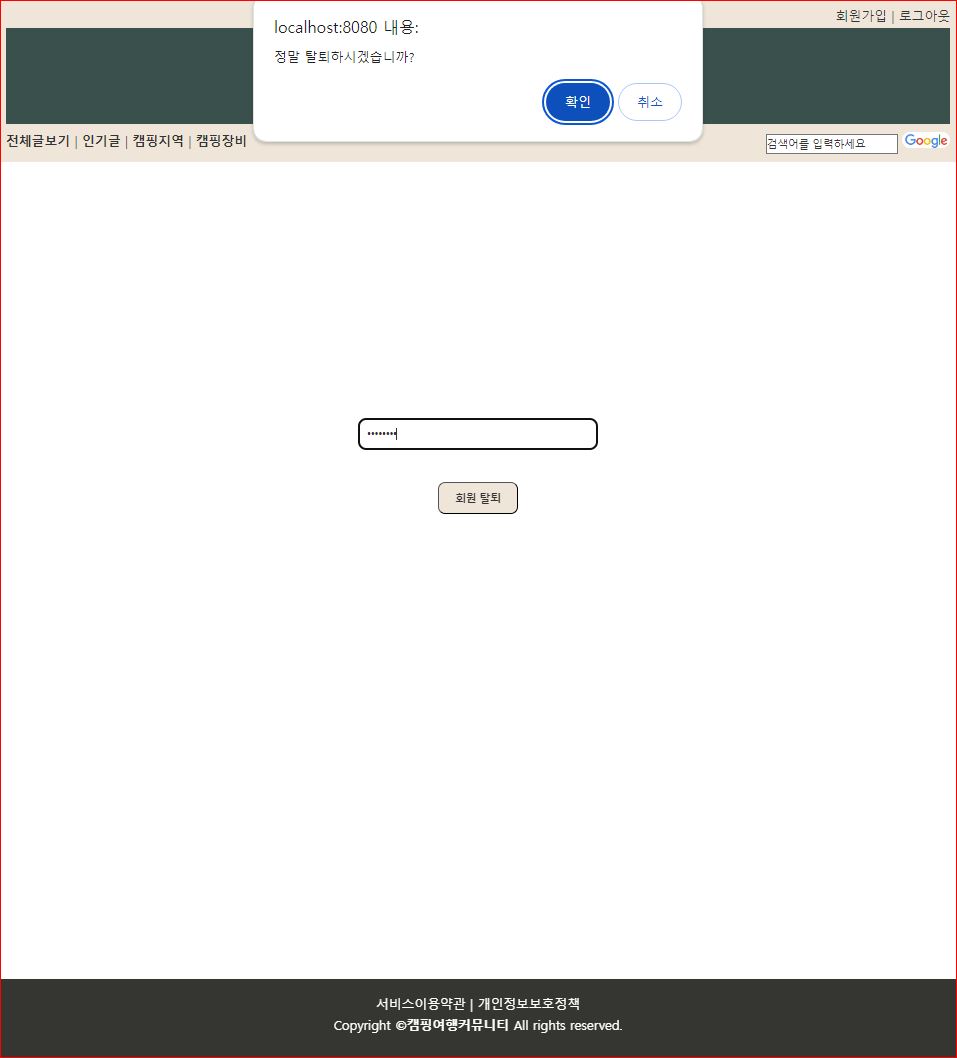 localhost:8080 내용:
정말 탈퇴하시겠습니까?
확인 취소
회원가입 | 로그아웃
전체글보기 | 인기글 | 캠핑지역 | 캠핑장비
검색어를 입력하세요 Google
••••••••
회원 탈퇴
서비스이용약관 | 개인정보보호정책
Copyright ©캠핑여행커뮤니티 All rights reserved.